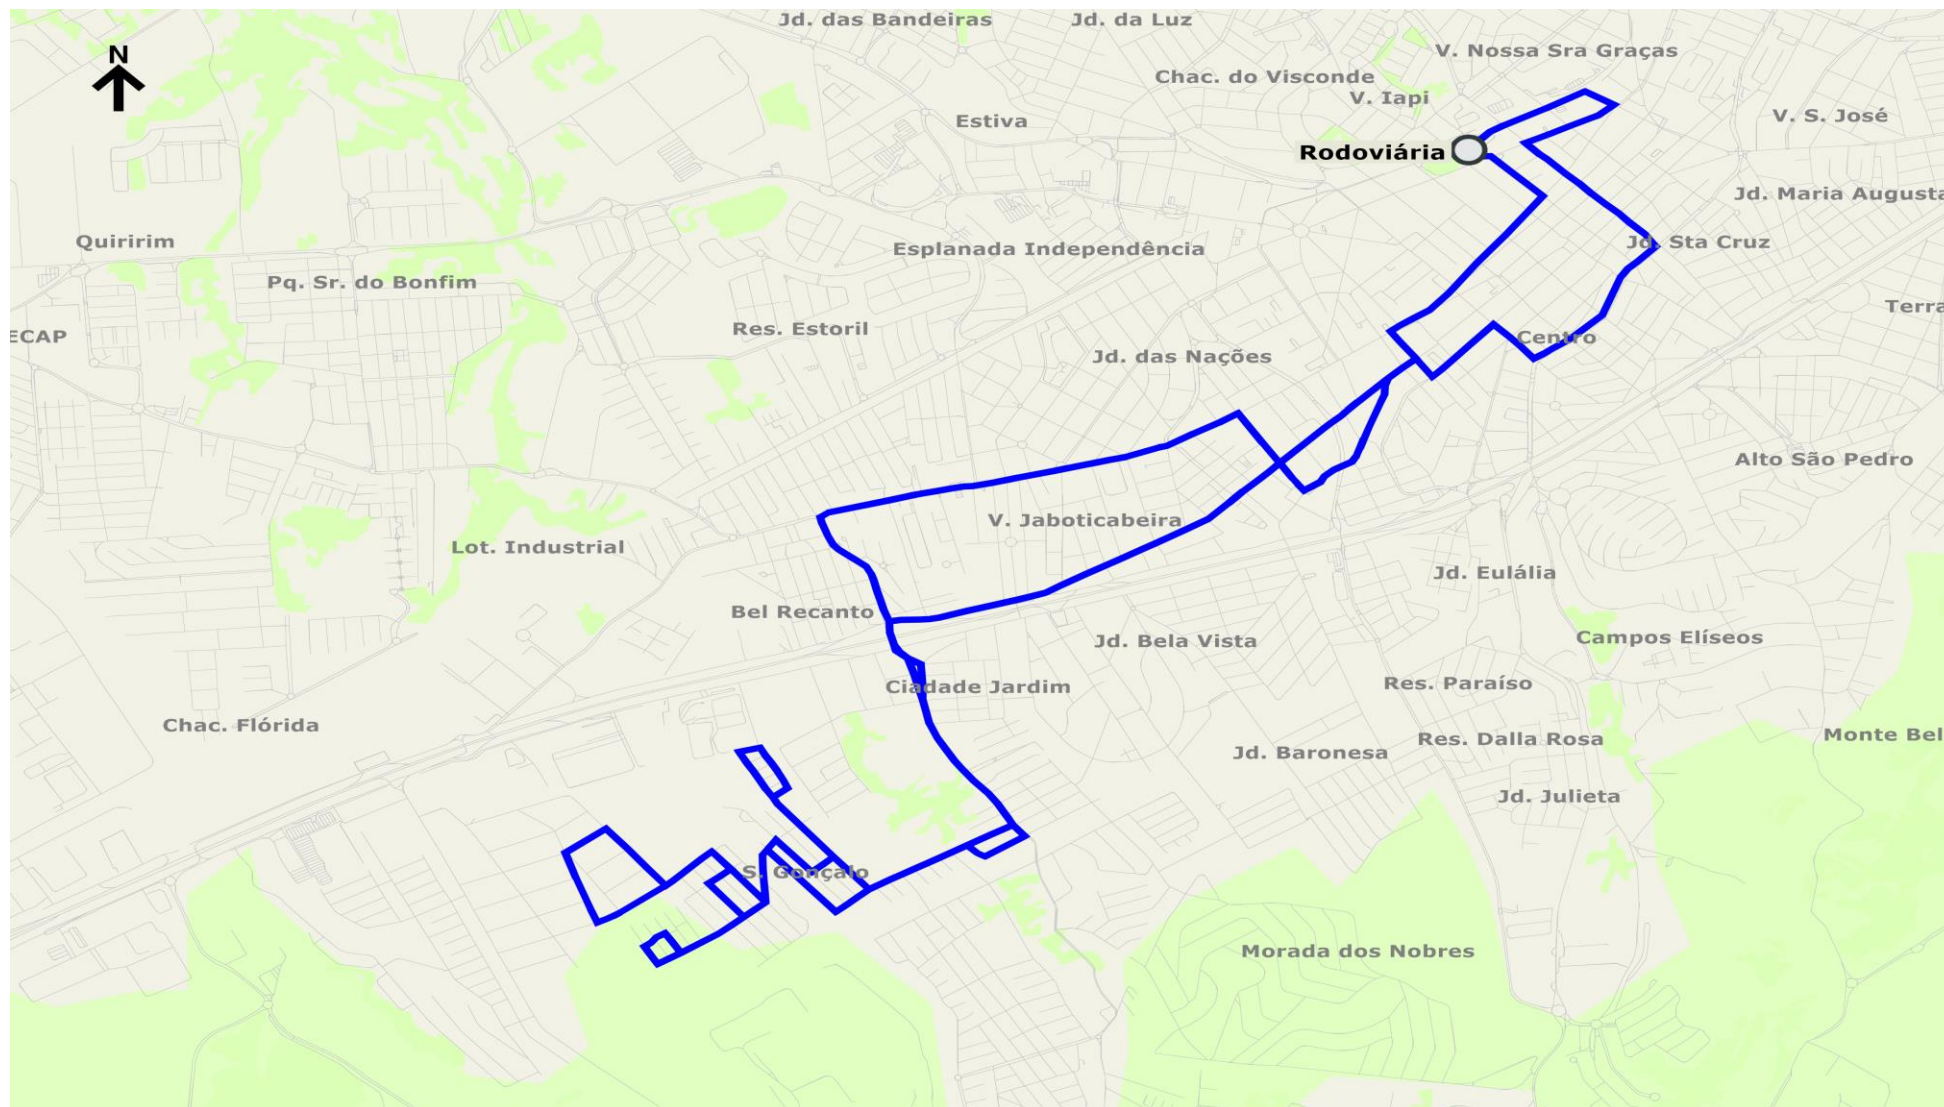 Jd. das Bandeiras
Jd. da Luz
N
V. Nossa Sra Graças
Chac. do Visconde
V. Iapi
Estiva
V. S. José
Rodoviária
Jd. Maria Augusta
Quiririm
Esplanada Independência
Jd. Sta Cruz
Pq. Sr. do Bonfim
Terra
Res. Estoril
ECAP
Centro
Jd. das Nações
Alto São Pedro
V. Jaboticabeira
Lot. Industrial
Jd. Eulália
Bel Recanto
Jd. Bela Vista
Campos Elíseos
Ciadade Jardim
Res. Paraíso
Chac. Flórida
Res. Dalla Rosa
Monte Bel
Jd. Baronesa
Jd. Julieta
S. Gonçalo
Morada dos Nobres